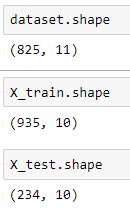 dataset.shape
(825, 11)
X_train.shape
(935, 10)
X_test.shape
(234, 10)